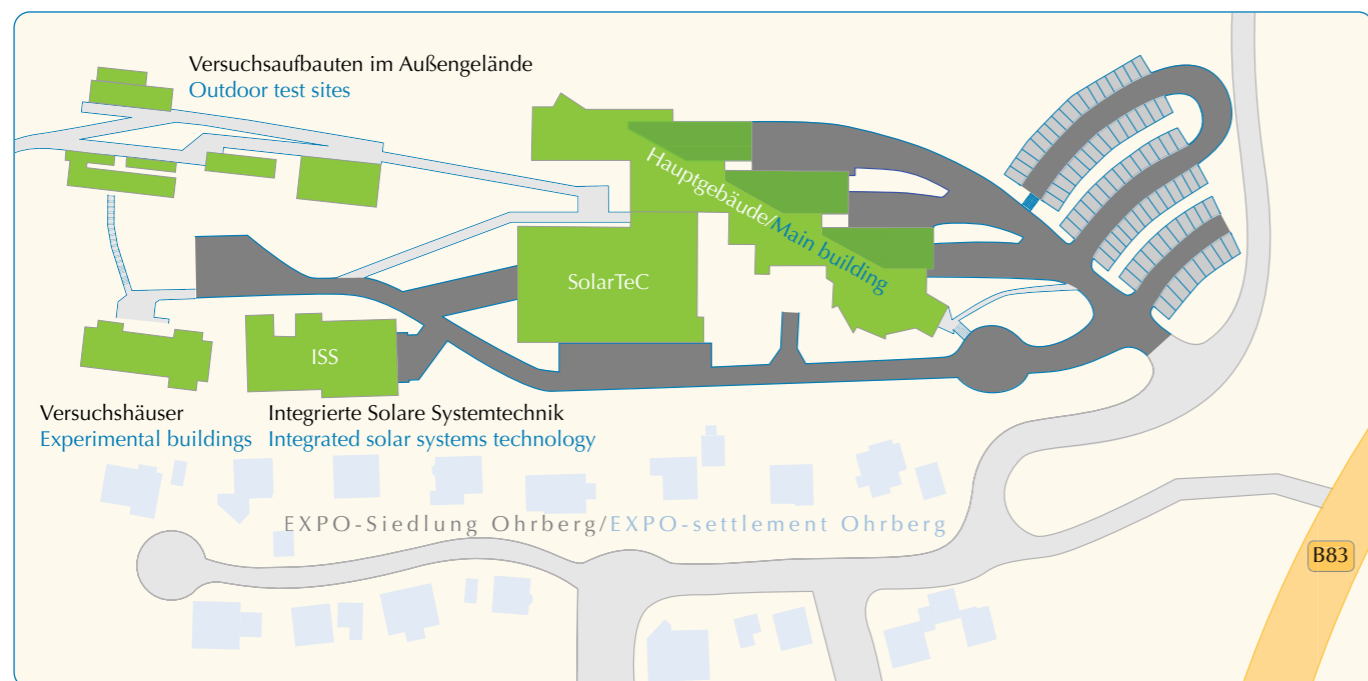 Versuchsaufbauten im Außengelände
Outdoor test sites
Hauptgebäude/Main building
SolarTeC
ISS
Versuchshäuser
Experimental buildings
Integrierte Solare Systemtechnik
Integrated solar systems technology
EXPO-Siedlung Ohrberg/EXPO-settlement Ohrberg
B83